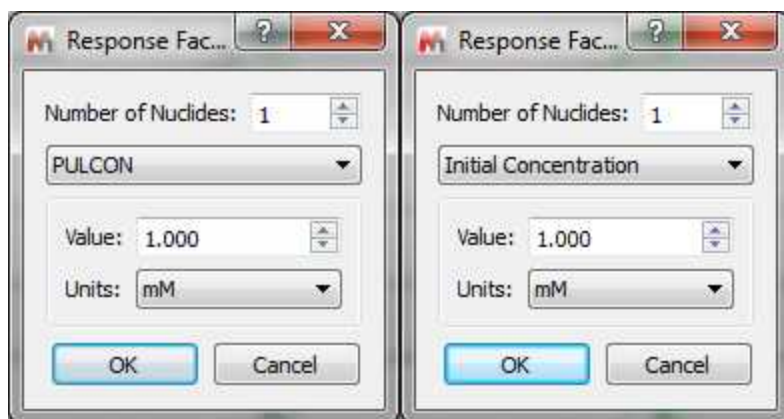 Response Fac...
Number of Nuclides: 1
PULCON
Value: 1.000
Units: mM
OK Cancel
Response Fac...
Number of Nuclides: 1
Initial Concentration
Value: 1.000
Units: mM
OK Cancel